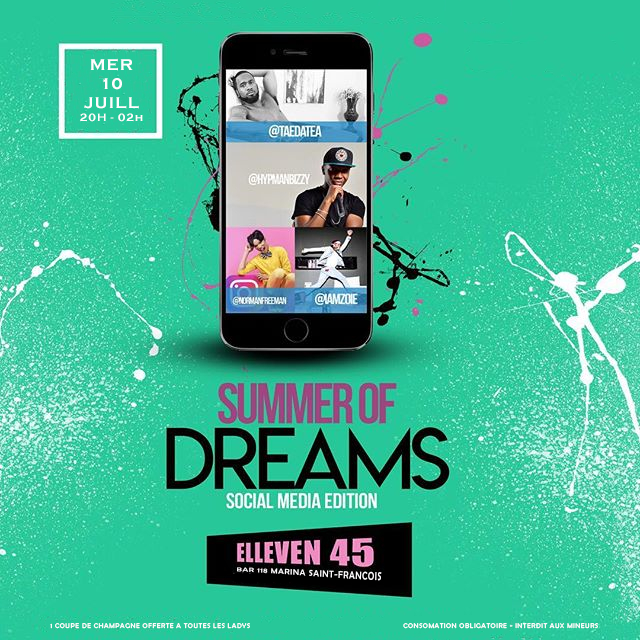 MER
10
JUILL
20H - 02H
@TAEDATEA
@HYPMANBIZZY
@NORMANFREEMAN
@IAMZOIE
SUMMER OF
DREAMS
SOCIAL MEDIA EDITION
ELLEVEN 45
BAR 118 MARINA SAINT-FRANCOIS
1 COUPE DE CHAMPAGNE OFFERTE A TOUTES LES LADYS
CONSOMATION OBLIGATOIRE - INTERDIT AUX MINEURS